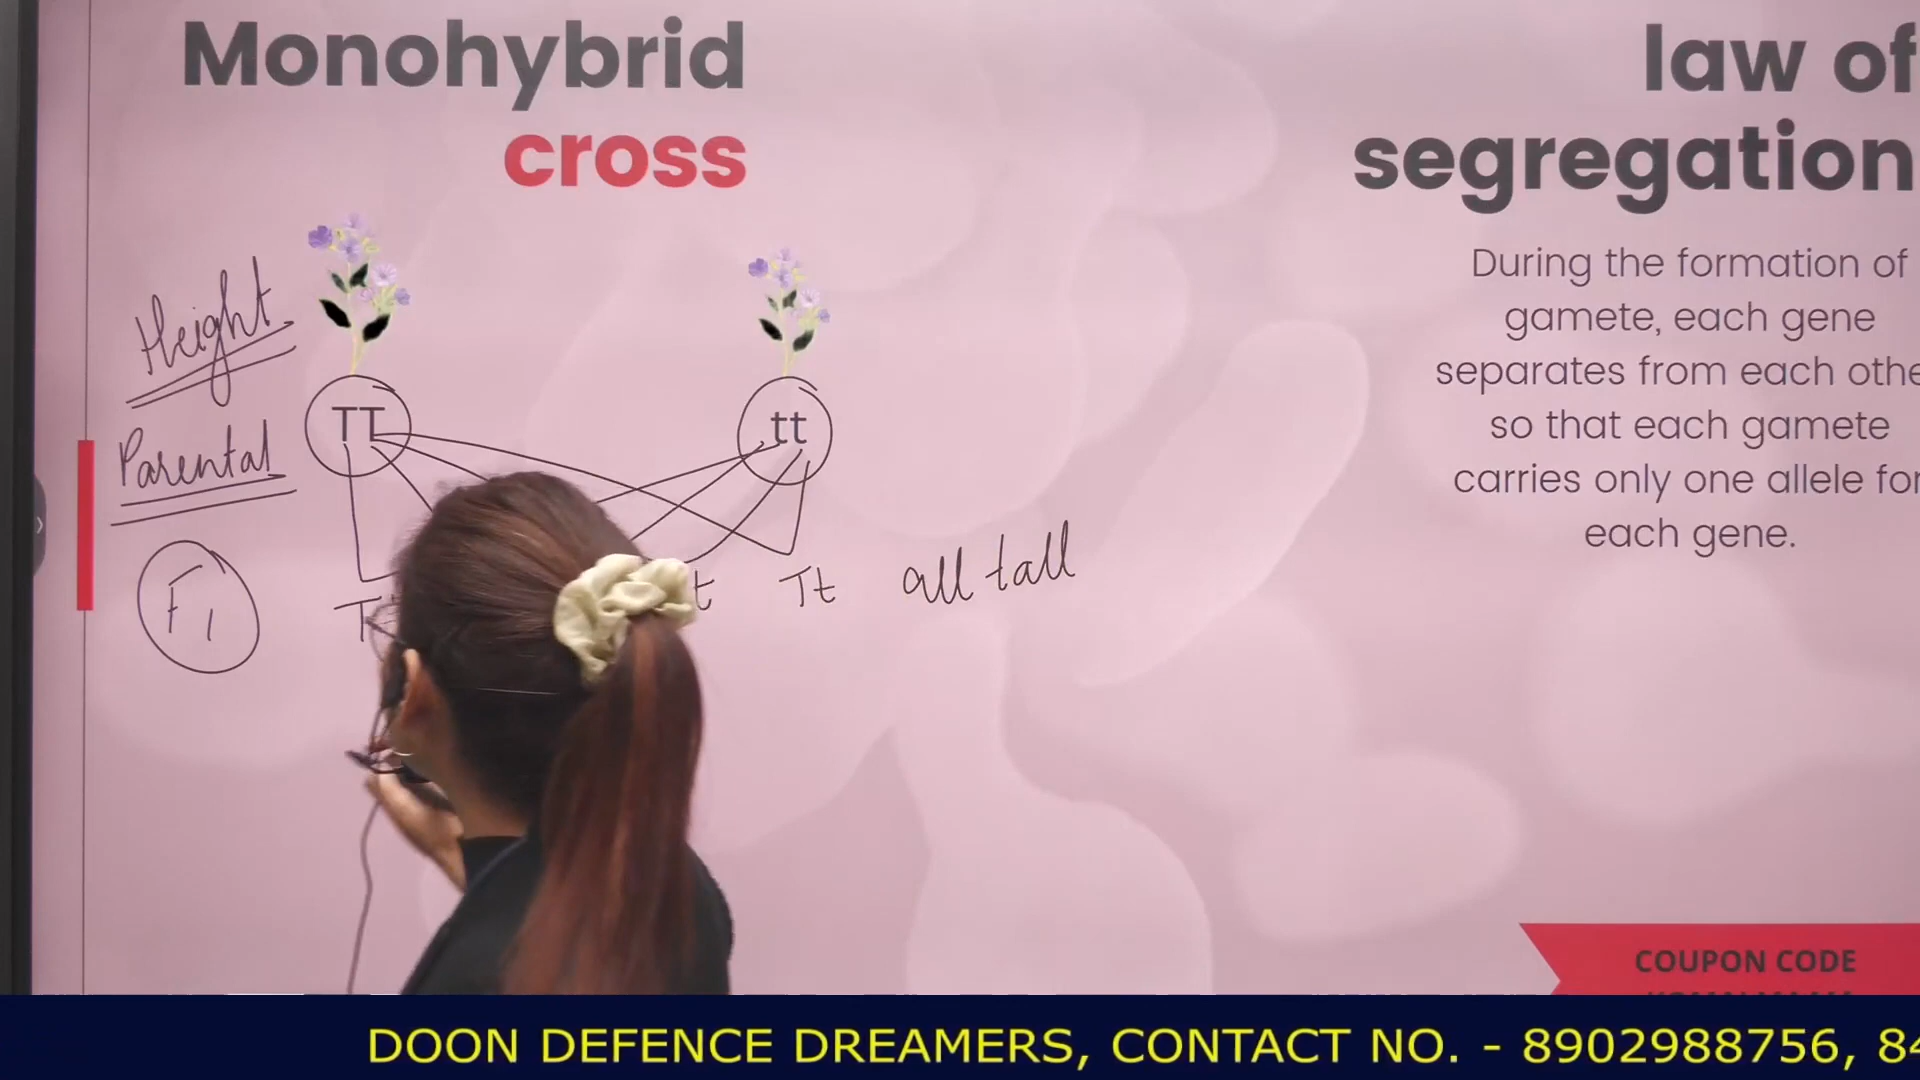 Monohybrid
cross
law of
segregation
During the formation of
gamete, each gene
separates from each othe
so that each gamete
carries only one allele for
each gene.
Height
Parental
TT
tt
F1
Tt all tall
COUPON CODE
DOON DEFENCE DREAMERS, CONTACT NO. - 8902988756, 84